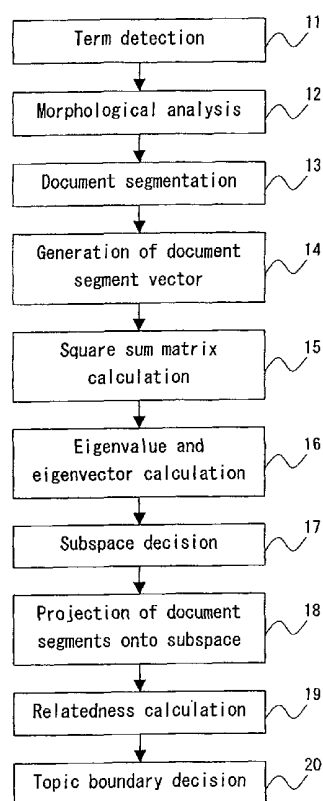 Term detection
11
Morphological analysis
12
Document segmentation
13
Generation of document
segment vector
14
Square sum matrix
calculation
15
Eigenvalue and
eigenvector calculation
16
Subspace decision
17
Projection of document
segments onto subspace
18
Relatedness calculation
19
Topic boundary decision
20